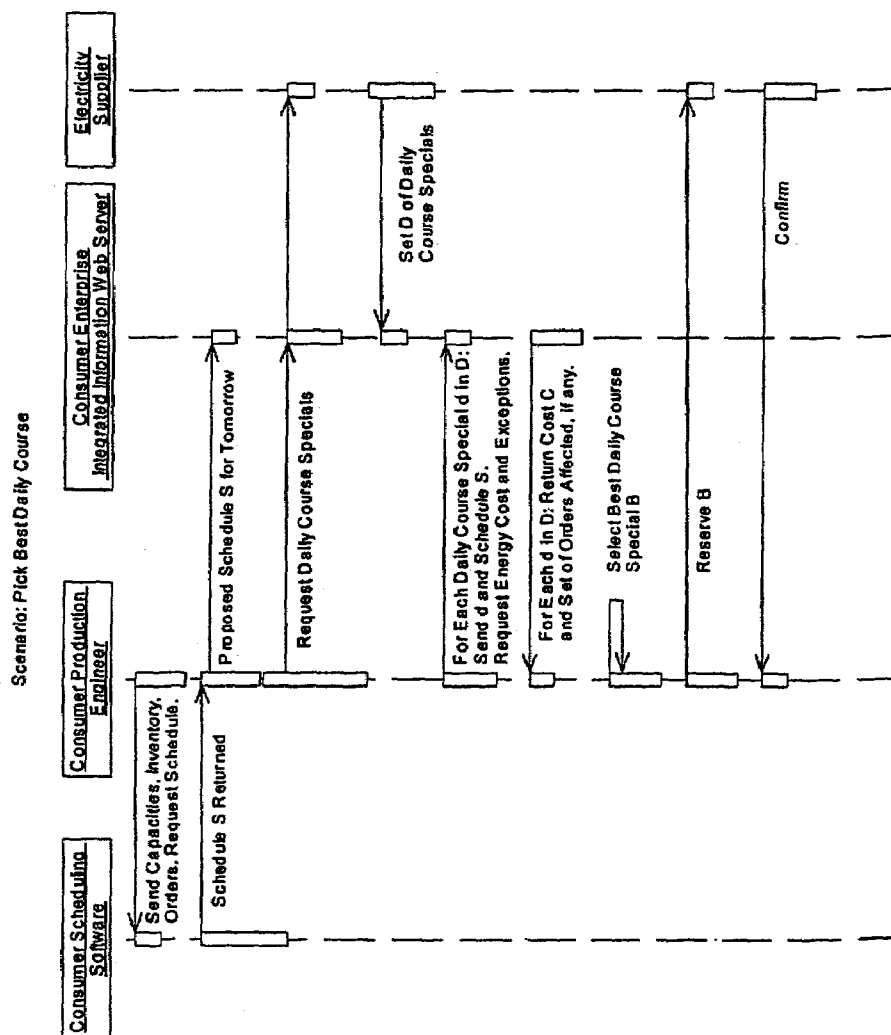 Scenario: Pick Best Daily Course
Consumer Scheduling
Software
Consumer Production
Engineer
Consumer Enterprise
Integrated Information Web Server
Electricity
Supplier
Send Capacities, Inventory,
Orders, Request Schedule.
Schedule S Returned
Proposed Schedule S for Tomorrow
Request Daily Course Specials
Set D of Daily
Course Specials
For Each Daily Course Special d in D:
Send d and Schedule S.
Request Energy Cost and Exceptions.
For Each d in D: Return Cost C
and Set of Orders Affected, if any.
Select Best Daily Course
Special B
Reserve B
Confirm